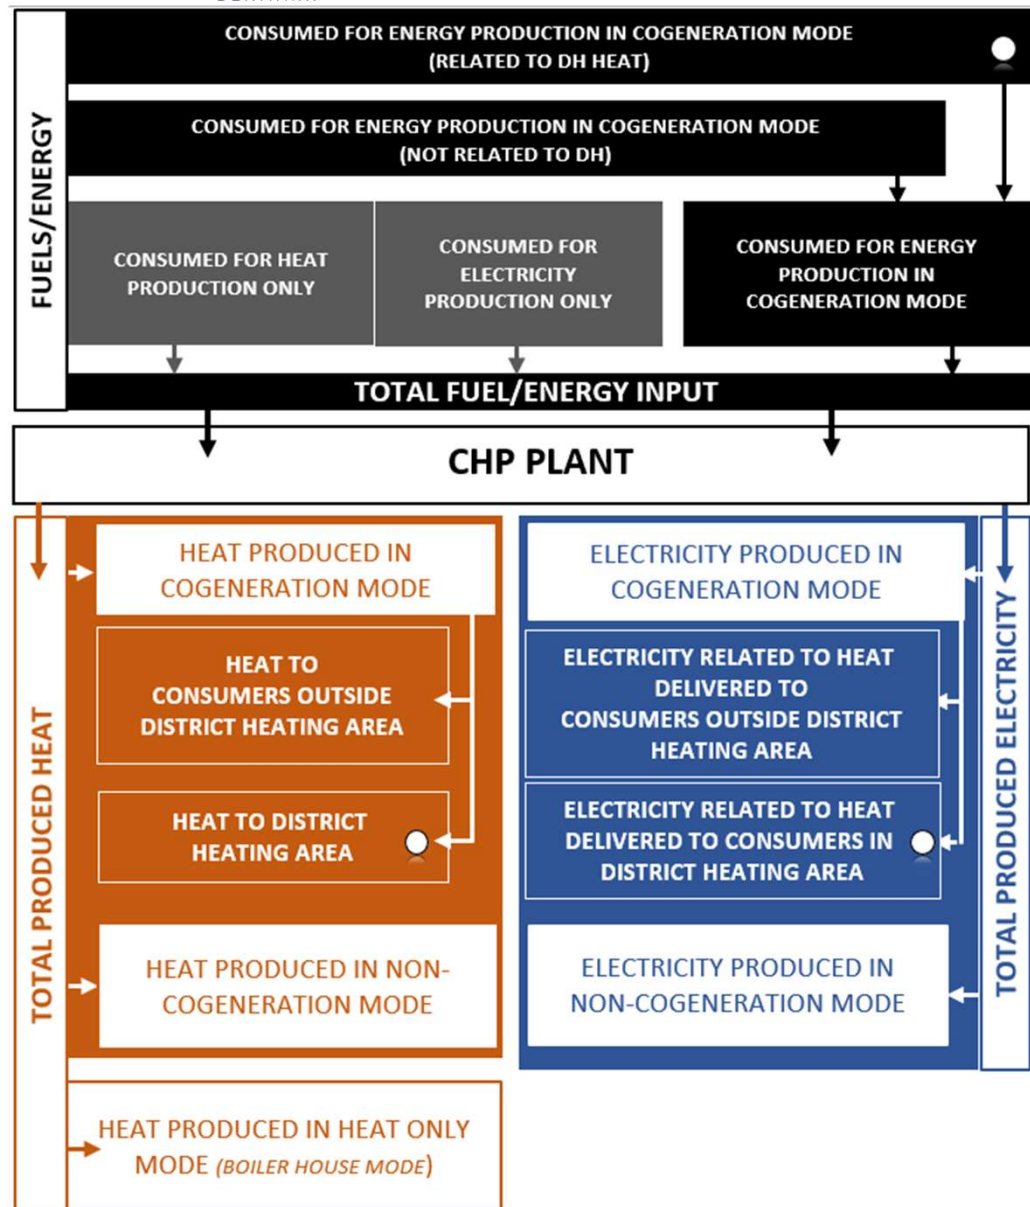 CONSUMED FOR ENERGY PRODUCTION IN COGENERATION MODE
(RELATED TO DH HEAT)
CONSUMED FOR ENERGY PRODUCTION IN COGENERATION MODE
(NOT RELATED TO DH)
FUELS/ENERGY
CONSUMED FOR HEAT
PRODUCTION ONLY
CONSUMED FOR
ELECTRICITY
PRODUCTION ONLY
CONSUMED FOR ENERGY
PRODUCTION IN
COGENERATION MODE
TOTAL FUEL/ENERGY INPUT
CHP PLANT
TOTAL PRODUCED HEAT
HEAT PRODUCED IN
COGENERATION MODE
HEAT TO
CONSUMERS OUTSIDE
DISTRICT HEATING AREA
HEAT TO DISTRICT
HEATING AREA
HEAT PRODUCED IN NON-
COGENERATION MODE
HEAT PRODUCED IN HEAT ONLY
MODE (BOILER HOUSE MODE)
ELECTRICITY PRODUCED IN
COGENERATION MODE
ELECTRICITY RELATED TO HEAT
DELIVERED TO
CONSUMERS OUTSIDE DISTRICT
HEATING AREA
ELECTRICITY RELATED TO HEAT
DELIVERED TO CONSUMERS IN
DISTRICT HEATING AREA
ELECTRICITY PRODUCED IN
NON-COGENERATION MODE
TOTAL PRODUCED ELECTRICITY